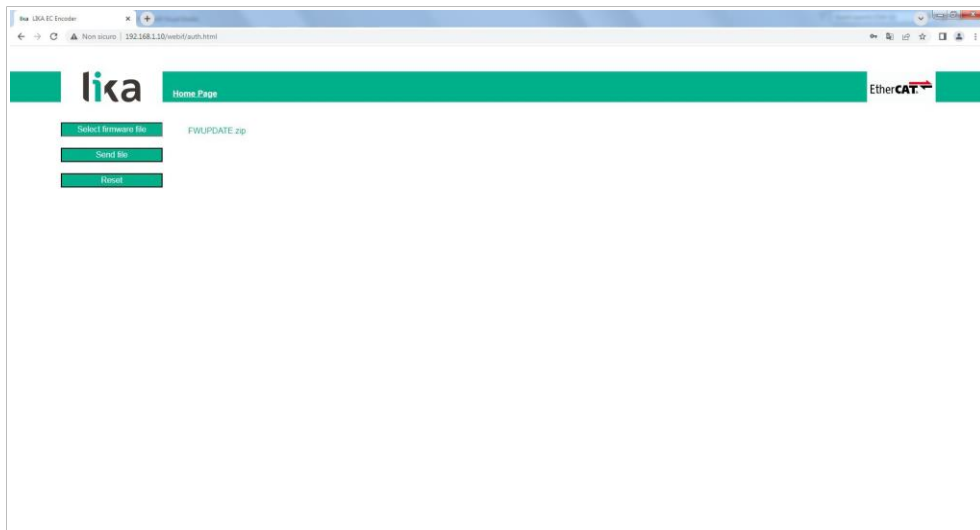 lika LIKA EC Encoder
Non sicuro 192.168.1.10/webif/auth.html
lika
Home Page
EtherCAT
Select firmware file
FWUPDATE.zip
Send file
Reset